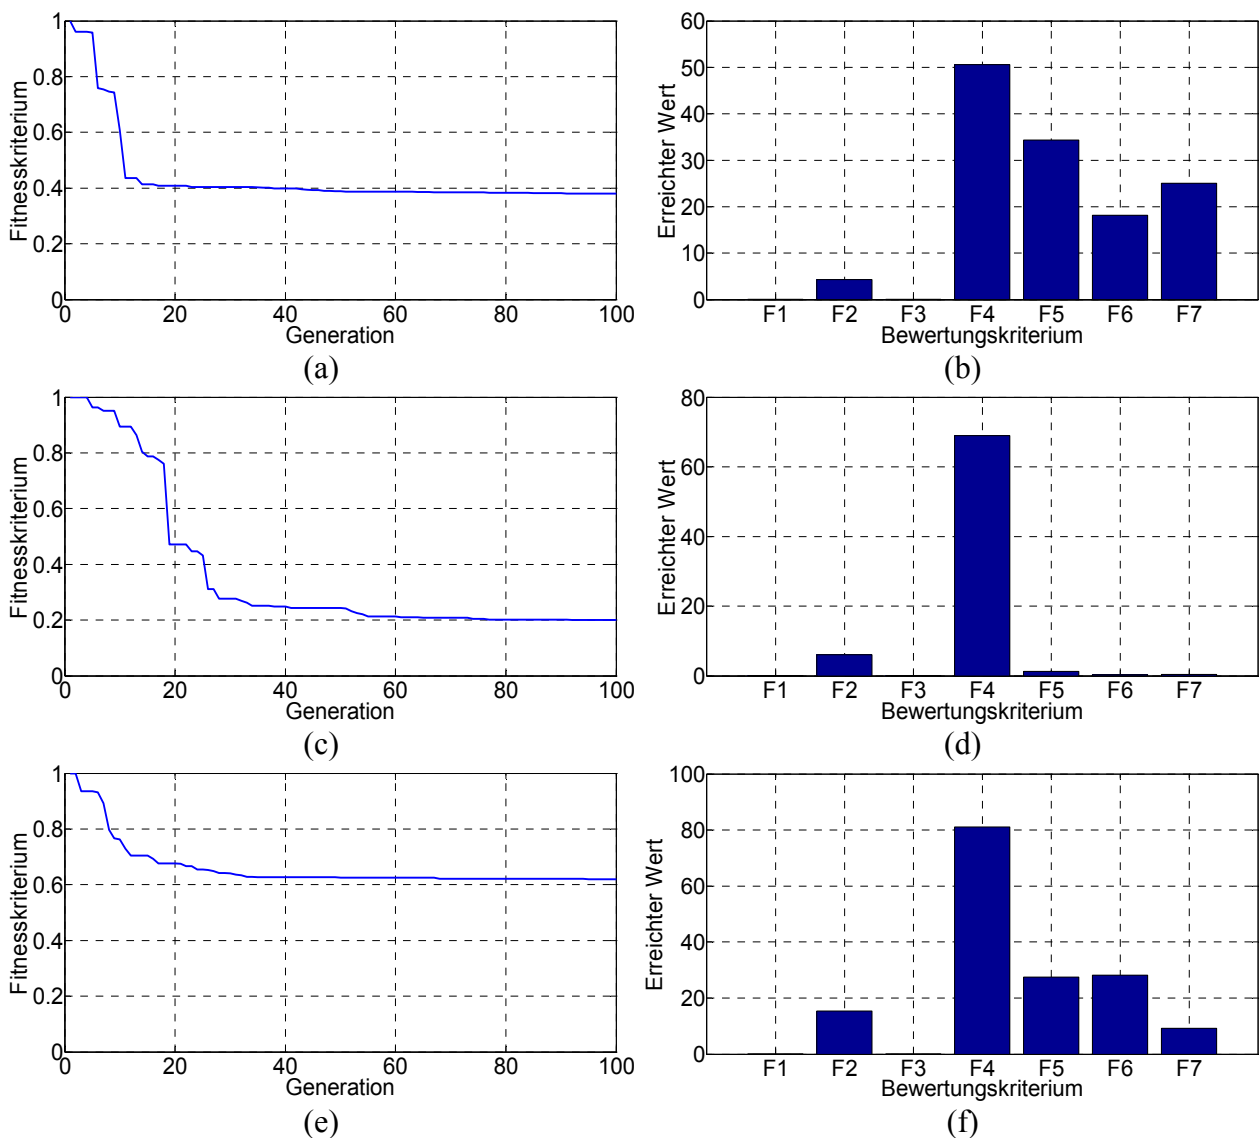 1
0.8
0.6
0.4
0.2
0
Fitnesskriterium
0 20 40 60 80 100
Generation
(a)
60
50
40
30
20
10
0
Erreichter Wert
F1 F2 F3 F4 F5 F6 F7
Bewertungskriterium
(b)
1
0.8
0.6
0.4
0.2
0
Fitnesskriterium
0 20 40 60 80 100
Generation
(c)
80
60
40
20
0
Erreichter Wert
F1 F2 F3 F4 F5 F6 F7
Bewertungskriterium
(d)
1
0.8
0.6
0.4
0.2
0
Fitnesskriterium
0 20 40 60 80 100
Generation
(e)
100
80
60
40
20
0
Erreichter Wert
F1 F2 F3 F4 F5 F6 F7
Bewertungskriterium
(f)